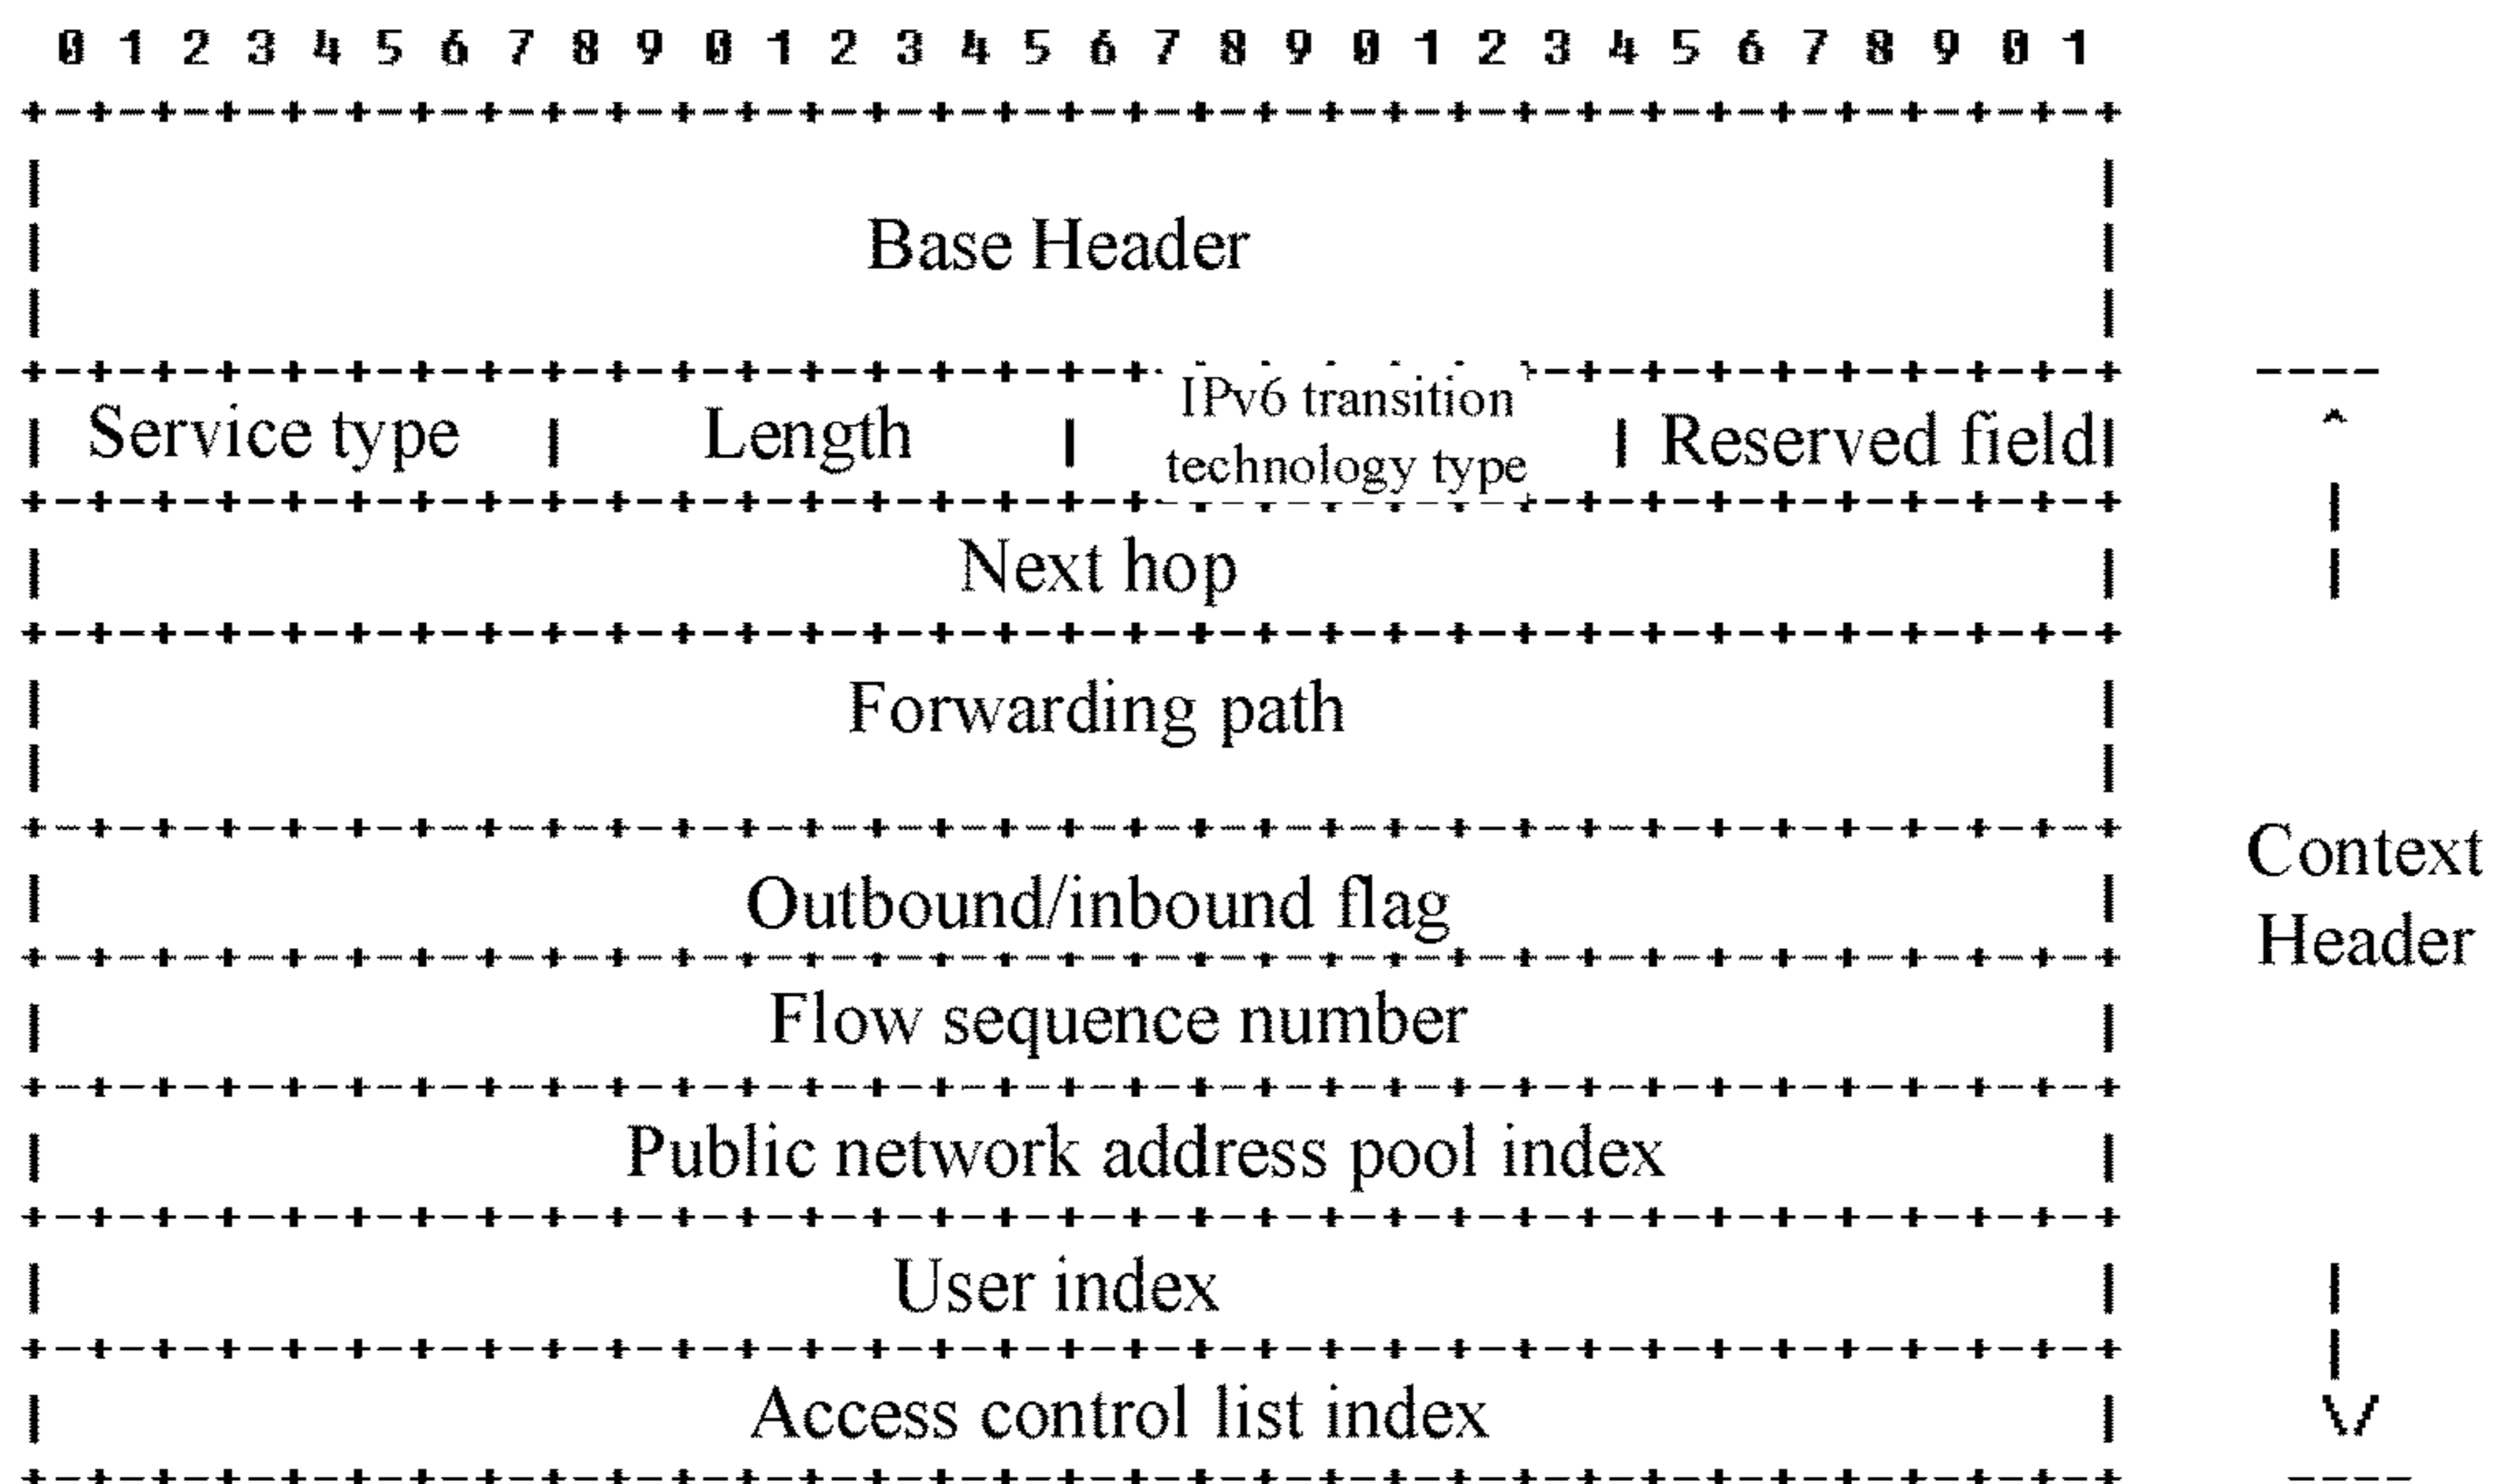 0 1 2 3 4 5 6 7 8 9 0 1 2 3 4 5 6 7 8 9 0 1 2 3 4 5 6 7 8 9 0 1
Base Header
Service type | Length | IPv6 transition technology type | Reserved field
Next hop
Forwarding path
Outbound/inbound flag
Flow sequence number
Public network address pool index
User index
Access control list index
Context
Header